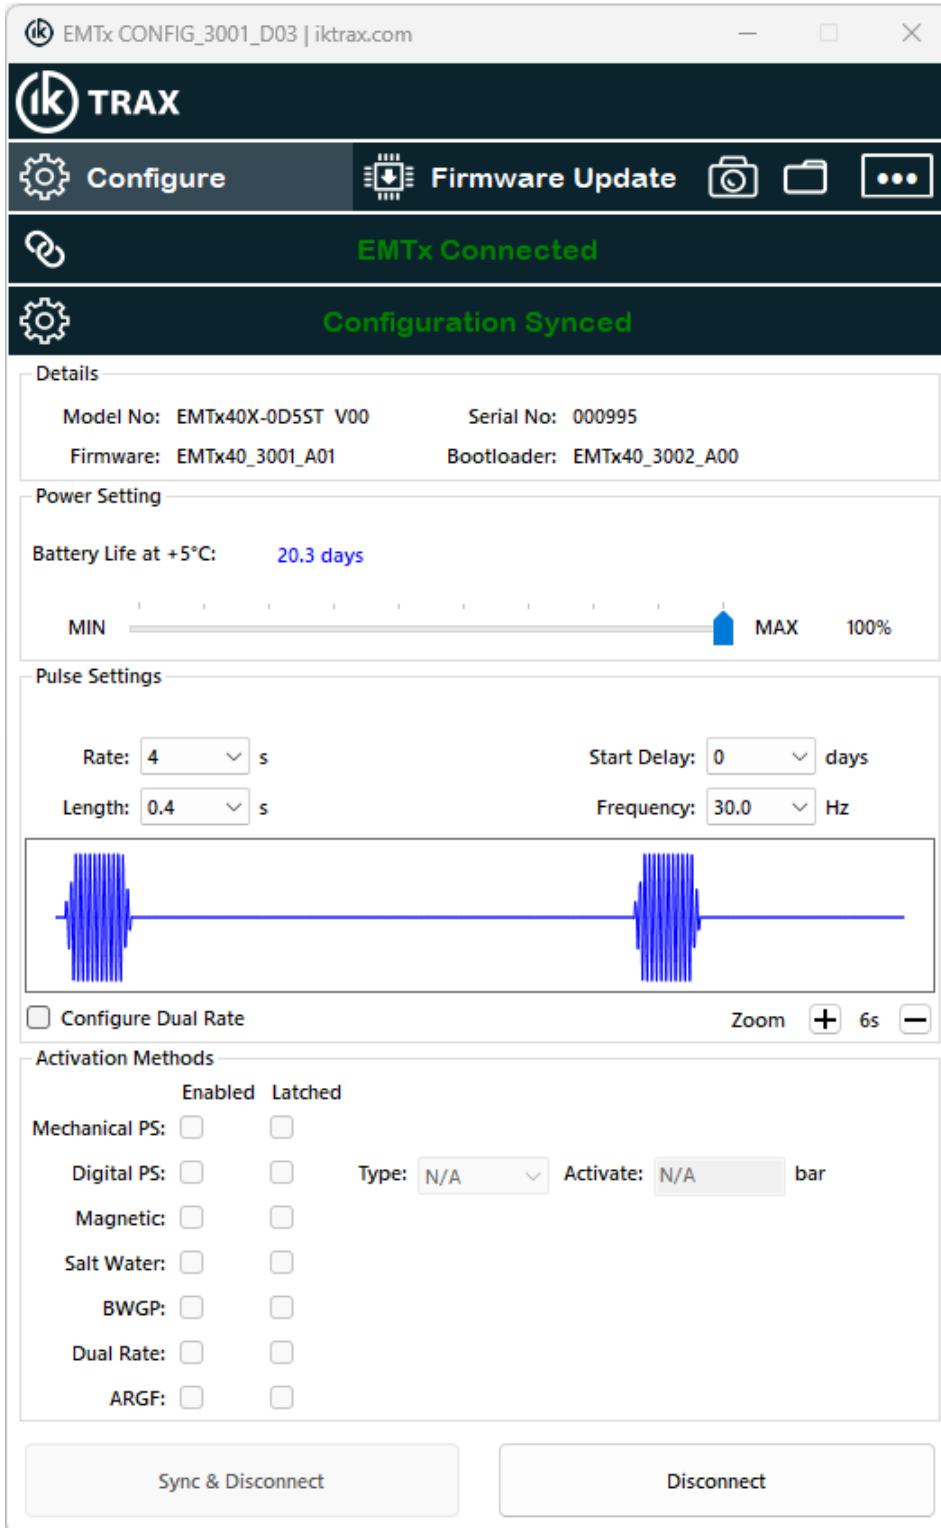 EMTx CONFIG_3001_D03 | iktrax.com
ik TRAX
Configure Firmware Update
EMTx Connected
Configuration Synced
Details
Model No: EMTx40X-0D5ST V00 Serial No: 000995
Firmware: EMTx40_3001_A01 Bootloader: EMTx40_3002_A00
Power Setting
Battery Life at +5°C: 20.3 days
MIN MAX 100%
Pulse Settings
Rate: 4 s Start Delay: 0 days
Length: 0.4 s Frequency: 30.0 Hz
Configure Dual Rate Zoom + 6s −
Activation Methods
Enabled Latched
Mechanical PS:
Digital PS: Type: N/A Activate: N/A bar
Magnetic:
Salt Water:
BWGP:
Dual Rate:
ARGF:
Sync & Disconnect Disconnect